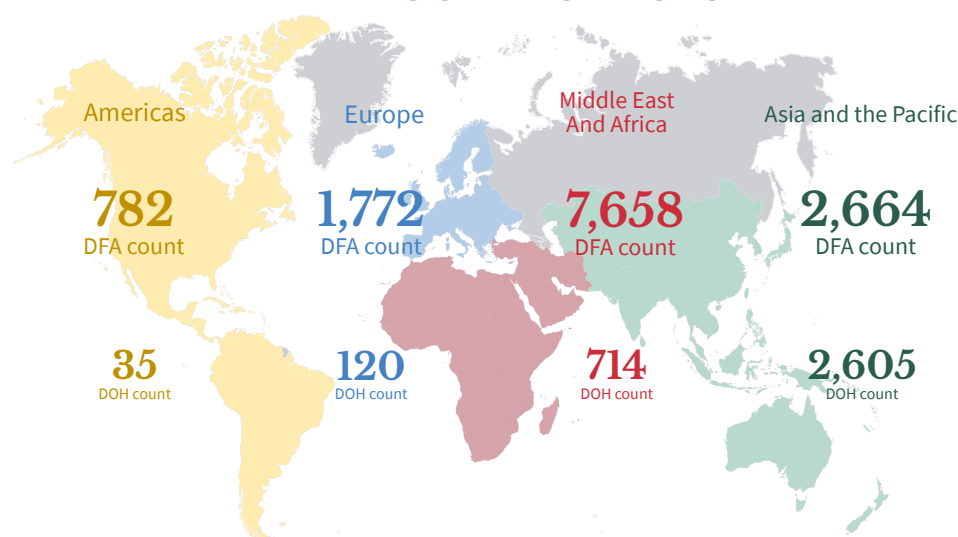 Americas
782
DFA count
35
DOH count
Europe
1,772
DFA count
120
DOH count
Middle East
And Africa
7,658
DFA count
714
DOH count
Asia and the Pacific
2,664
DFA count
2,605
DOH count